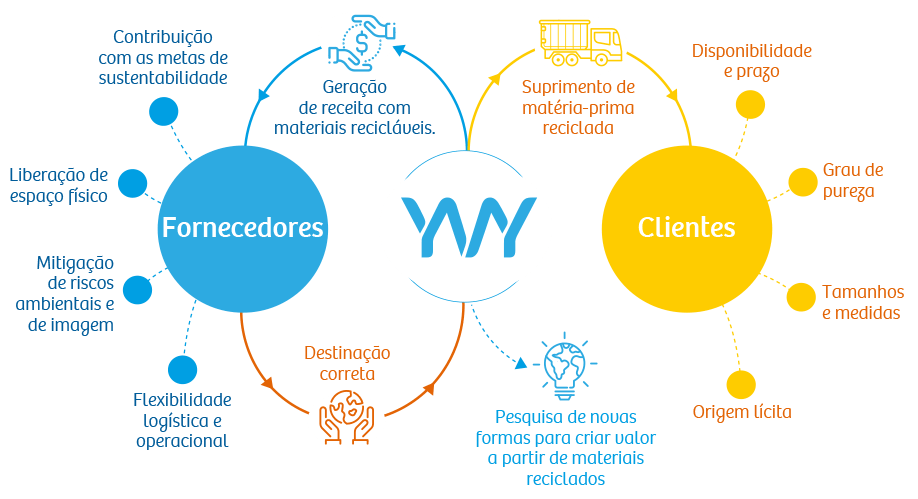 Contribuição
com as metas de
sustentabilidade
Liberação de
espaço físico
Mitigação
de riscos
ambientais e
de imagem
Flexibilidade
logística e
operacional
Fornecedores
$
Geração
de receita com
materiais recicláveis.
Destinação
correta
YVY
Suprimento de
matéria-prima
reciclada
Pesquisa de novas
formas para criar valor
a partir de materiais
reciclados
Clientes
Disponibilidade
e prazo
Grau de
pureza
Tamanhos
e medidas
Origem lícita